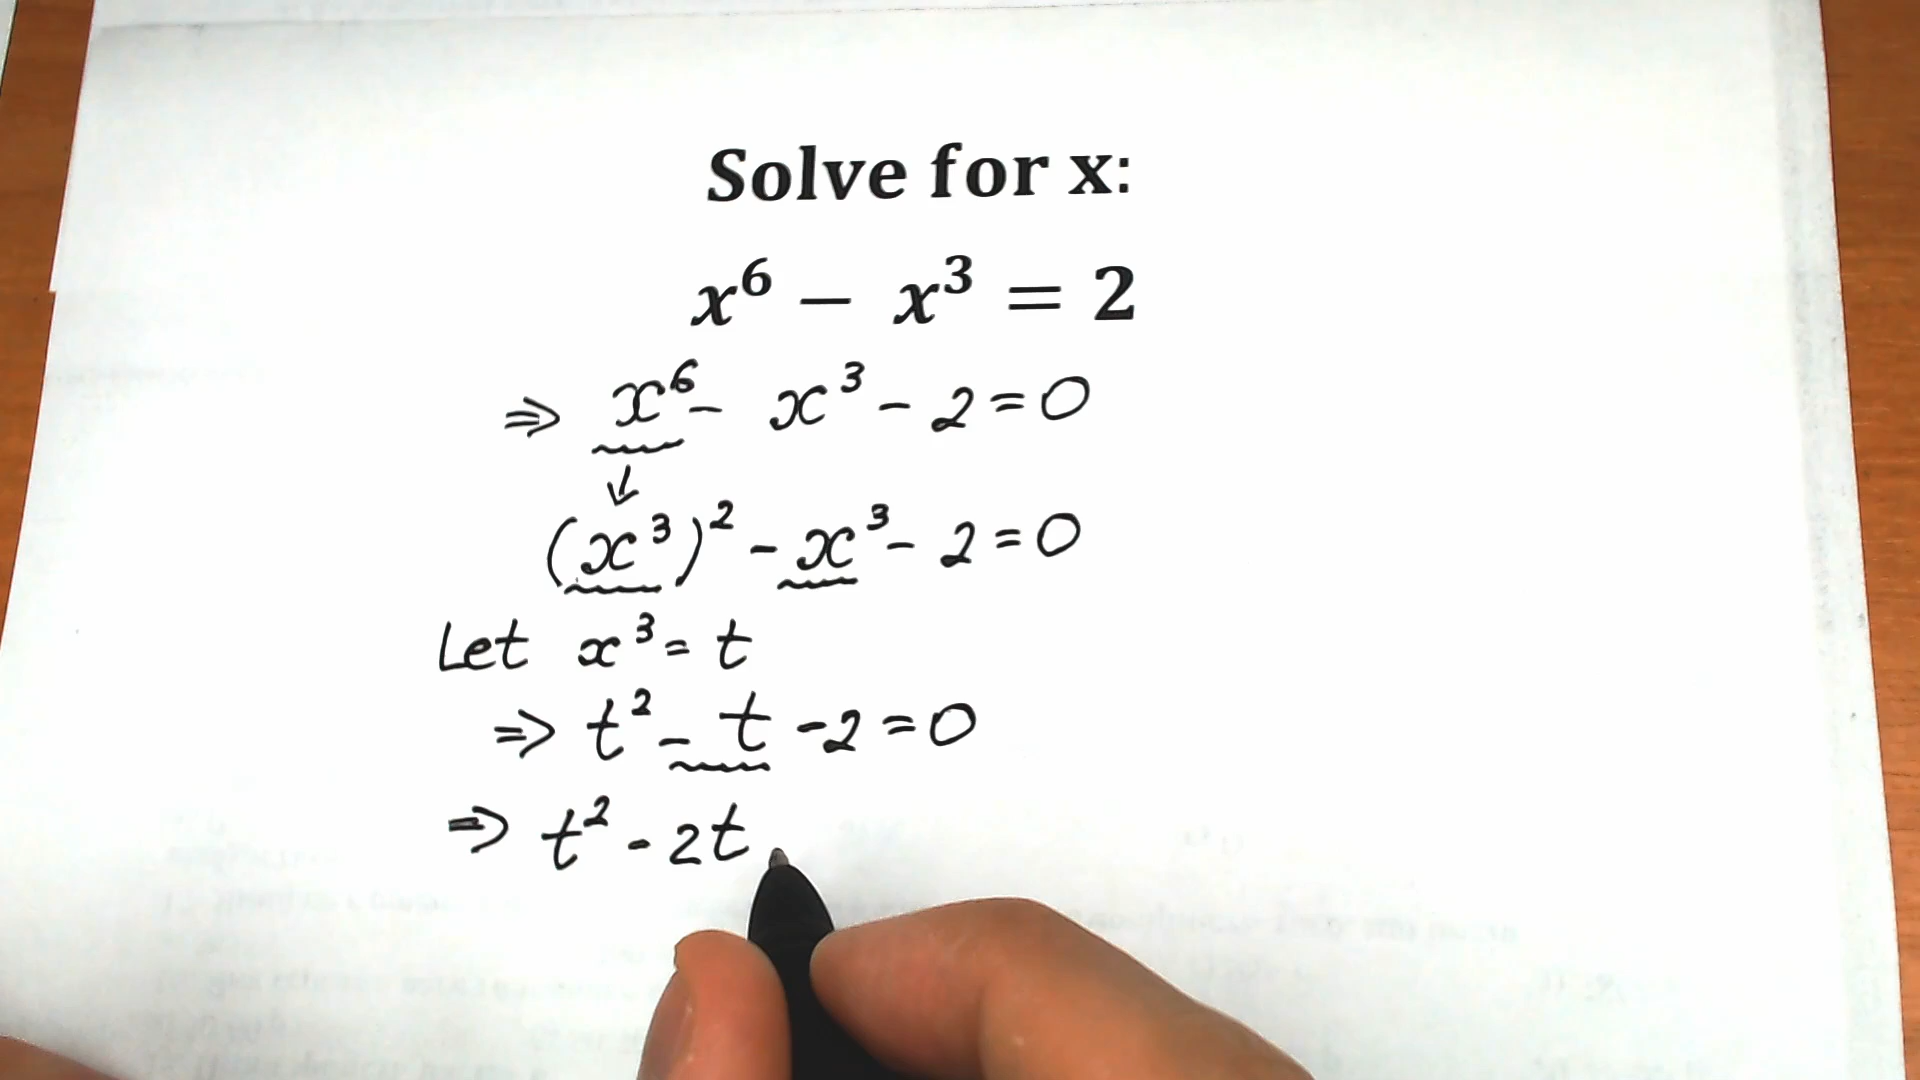 Solve for x:
x⁶ − x³ = 2
⇒ x⁶ - x³ - 2 = 0
↓
(x³)² - x³ - 2 = 0
Let x³ = t
⇒ t² - t - 2 = 0
⇒ t² - 2t